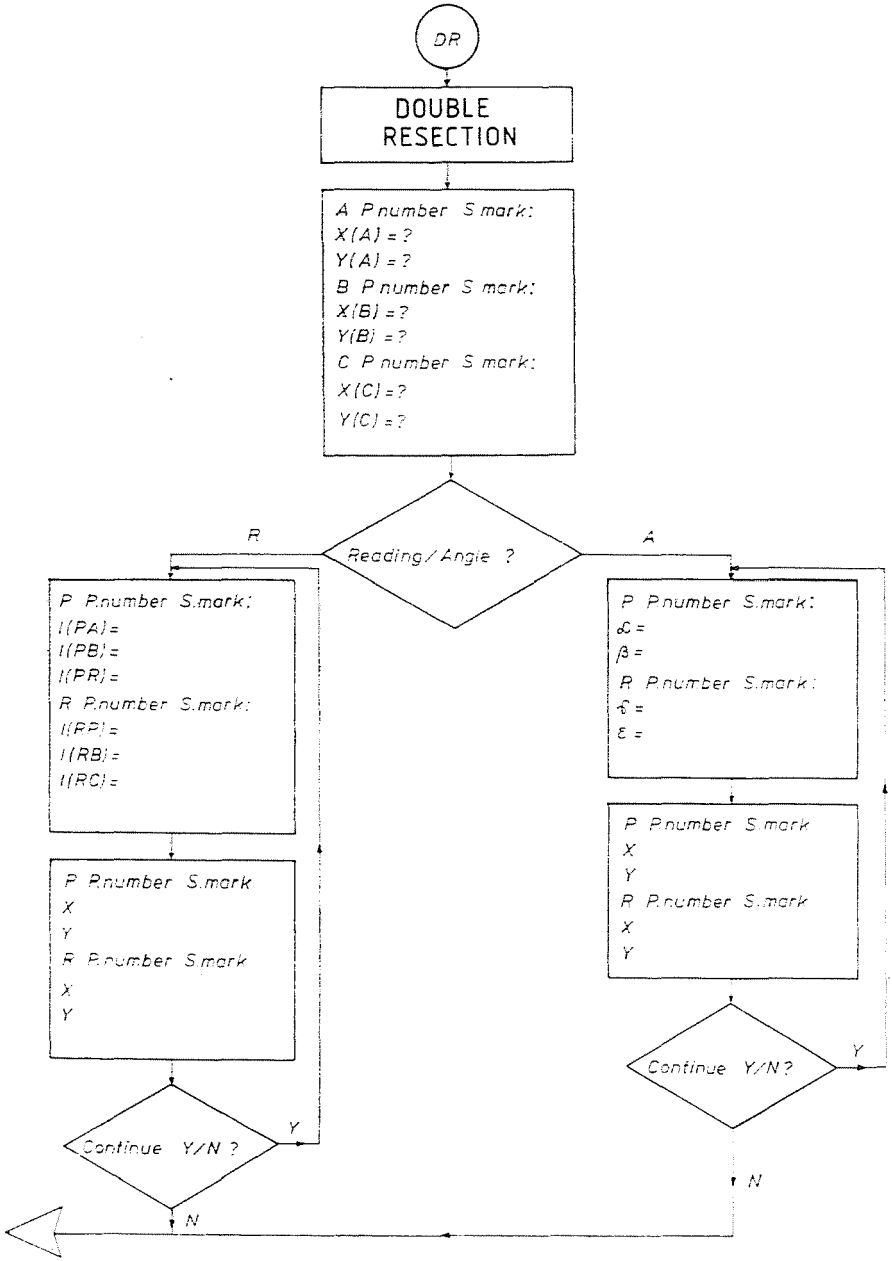 DR
DOUBLE
RESECTION
A P.number S.mark:
X(A) = ?
Y(A) = ?
B P.number S.mark:
X(B) = ?
Y(B) = ?
C P.number S.mark:
X(C) = ?
Y(C) = ?
Reading/Angle ?
R
A
P P.number S.mark:
l(PA)=
l(PB)=
l(PR)=
R P.number S.mark:
l(RP)=
l(RB)=
l(RC)=
P P.number S.mark
X
Y
R P.number S.mark
X
Y
Continue Y/N ?
Y
N
P P.number S.mark:
α =
β =
R P.number S.mark:
ε =
P P.number S.mark
X
Y
R P.number S.mark
X
Y
Continue Y/N?
Y
N